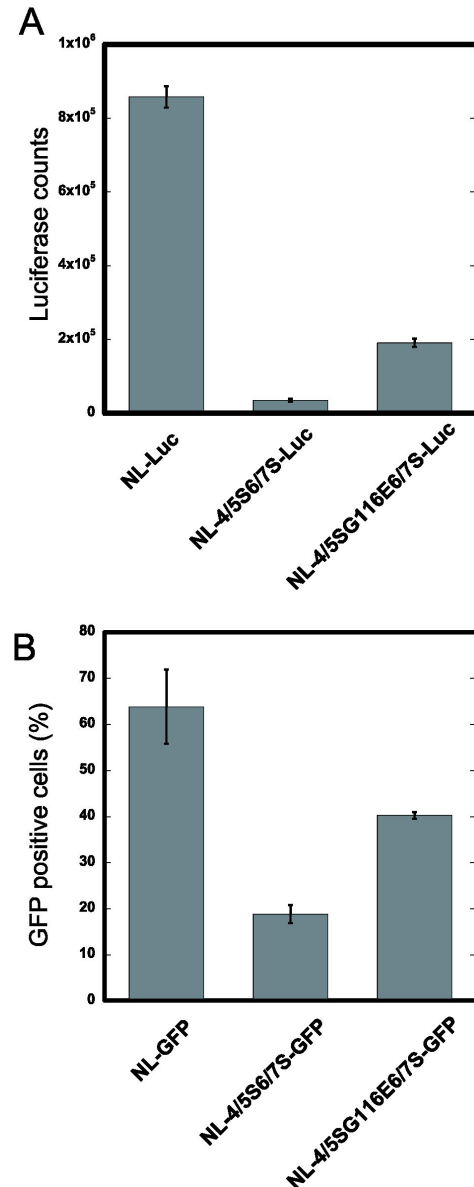 A
Luciferase counts
1x10⁶
8x10⁵
6x10⁵
4x10⁵
2x10⁵
0
NL-Luc
NL-4/5S6/7S-Luc
NL-4/5SG116E6/7S-Luc
B
GFP positive cells (%)
80
70
60
50
40
30
20
10
0
NL-GFP
NL-4/5S6/7S-GFP
NL-4/5SG116E6/7S-GFP